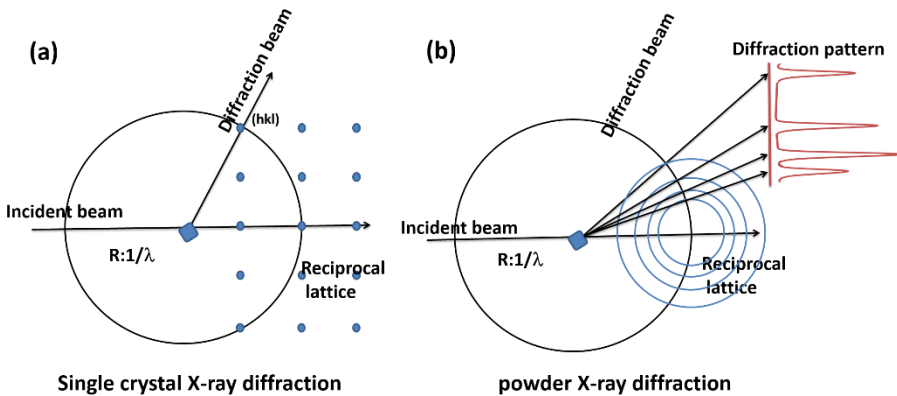 (a)
Diffraction beam
(hkl)
Incident beam
R:1/λ
Reciprocal
lattice
Single crystal X-ray diffraction
(b)
Diffraction beam
Diffraction pattern
Incident beam
R:1/λ
Reciprocal
lattice
powder X-ray diffraction